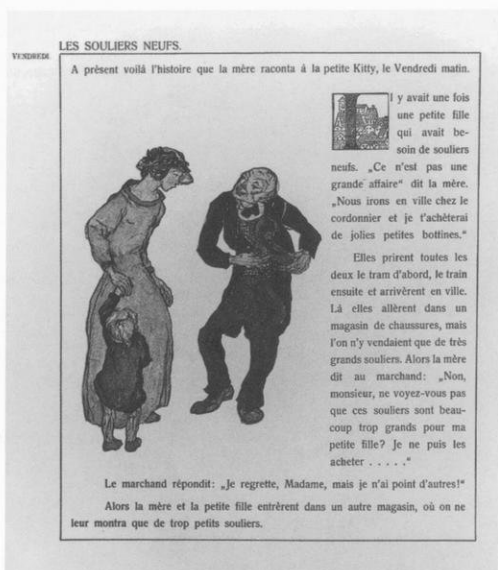 LES SOULIERS NEUFS.
VENDREDI
A présent voilà l'histoire que la mère raconta à la petite Kitty, le Vendredi matin.
Il y avait une fois
une petite fille
qui avait be-
soin de souliers
neufs. „Ce n'est pas une
grande affaire“ dit la mère.
„Nous irons en ville chez le
cordonnier et je t'achèterai
de jolies petites bottines.“
Elles prirent toutes les
deux le tram d'abord, le train
ensuite et arrivèrent en ville.
Là elles allèrent dans un
magasin de chaussures, mais
l'on n'y vendaient que de très
grands souliers. Alors la mère
dit au marchand: „Non,
monsieur, ne voyez-vous pas
que ces souliers sont beau-
coup trop grands pour ma
petite fille? Je ne puis les
acheter . . . . .“
Le marchand répondit: „Je regrette, Madame, mais je n'ai point d'autres!“
Alors la mère et la petite fille entrèrent dans un autre magasin, où on ne
leur montra que de trop petits souliers.